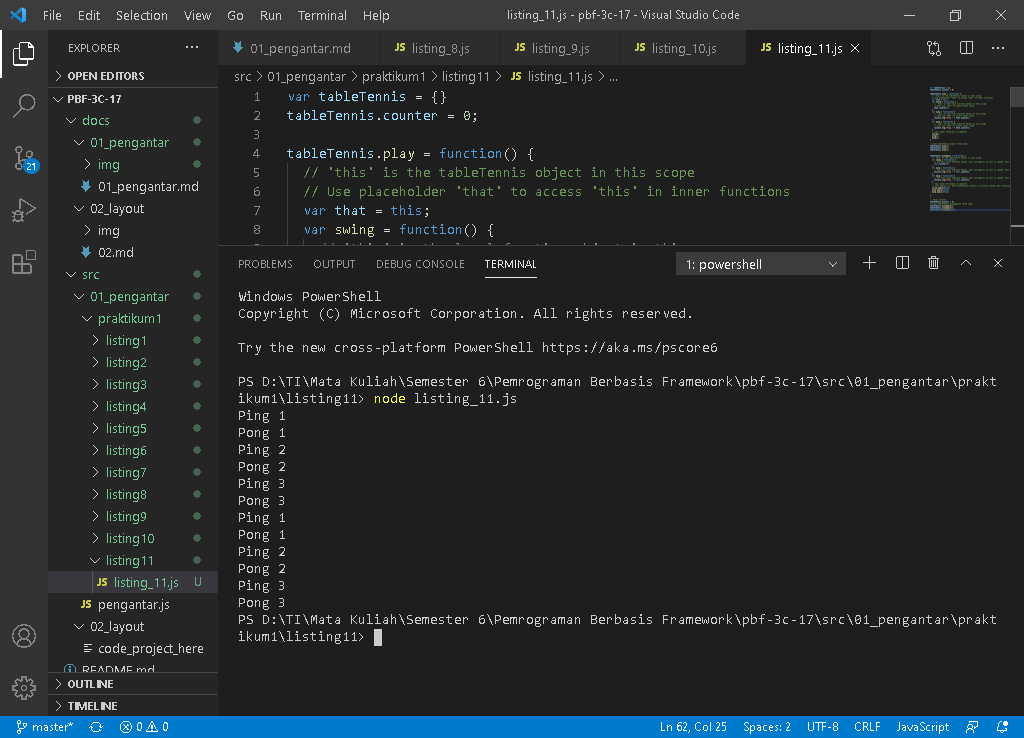 File Edit Selection View Go Run Terminal Help listing_11.js - pbf-3c-17 - Visual Studio Code
EXPLORER
OPEN EDITORS
PBF-3C-17
docs
01_pengantar
img
01_pengantar.md
02_layout
img
02.md
src
01_pengantar
praktikum1
listing1
listing2
listing3
listing4
listing5
listing6
listing7
listing8
listing9
listing10
listing11
JS listing_11.js U
JS pengantar.js
02_layout
code_project_here
README.md
OUTLINE
TIMELINE
21
01_pengantar.md JS listing_8.js JS listing_9.js JS listing_10.js JS listing_11.js
src > 01_pengantar > praktikum1 > listing11 > JS listing_11.js > ...
1 var tableTennis = {}
2 tableTennis.counter = 0;
3
4 tableTennis.play = function() {
5 // 'this' is the tableTennis object in this scope
6 // Use placeholder 'that' to access 'this' in inner functions
7 var that = this;
8 var swing = function() {
PROBLEMS OUTPUT DEBUG CONSOLE TERMINAL 1: powershell
Windows PowerShell
Copyright (C) Microsoft Corporation. All rights reserved.
Try the new cross-platform PowerShell https://aka.ms/pscore6
PS D:\TI\Mata Kuliah\Semester 6\Pemrograman Berbasis Framework\pbf-3c-17\src\01_pengantar\prakt
ikum1\listing11> node listing_11.js
Ping 1
Pong 1
Ping 2
Pong 2
Ping 3
Pong 3
Ping 1
Pong 1
Ping 2
Pong 2
Ping 3
Pong 3
PS D:\TI\Mata Kuliah\Semester 6\Pemrograman Berbasis Framework\pbf-3c-17\src\01_pengantar\prakt
ikum1\listing11>
master* 0 0 Ln 62, Col 25 Spaces: 2 UTF-8 CRLF JavaScript